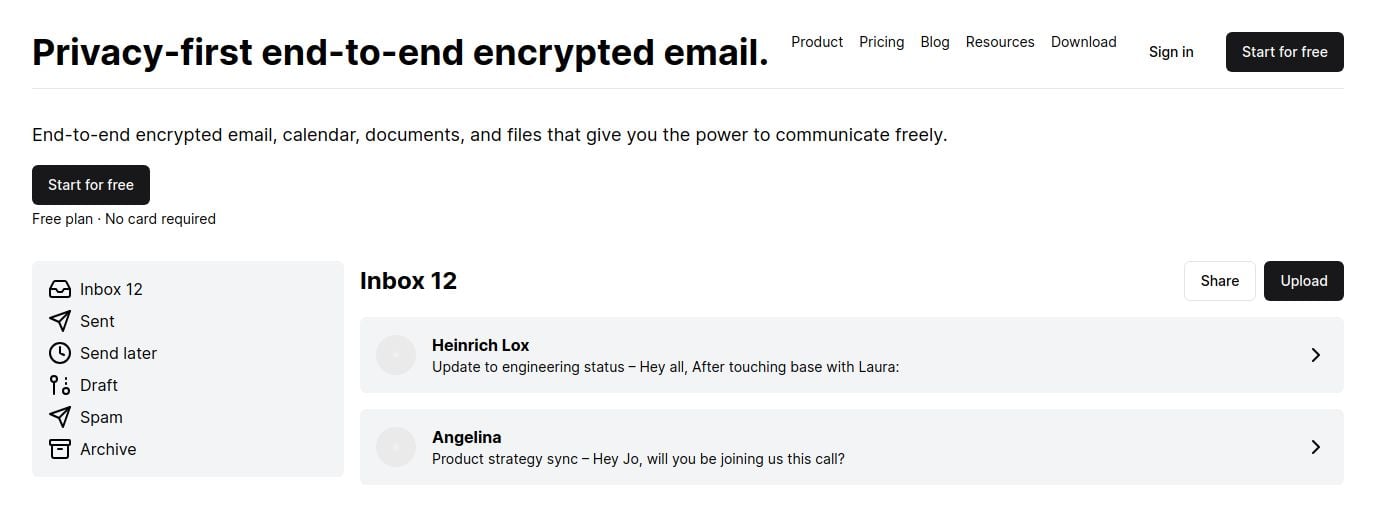 Privacy-first end-to-end encrypted email.
Product Pricing Blog Resources Download Sign in Start for free
End-to-end encrypted email, calendar, documents, and files that give you the power to communicate freely.
Start for free
Free plan · No card required
Inbox 12
Sent
Send later
Draft
Spam
Archive
Inbox 12
Share Upload
Heinrich Lox
Update to engineering status – Hey all, After touching base with Laura:
Angelina
Product strategy sync – Hey Jo, will you be joining us this call?